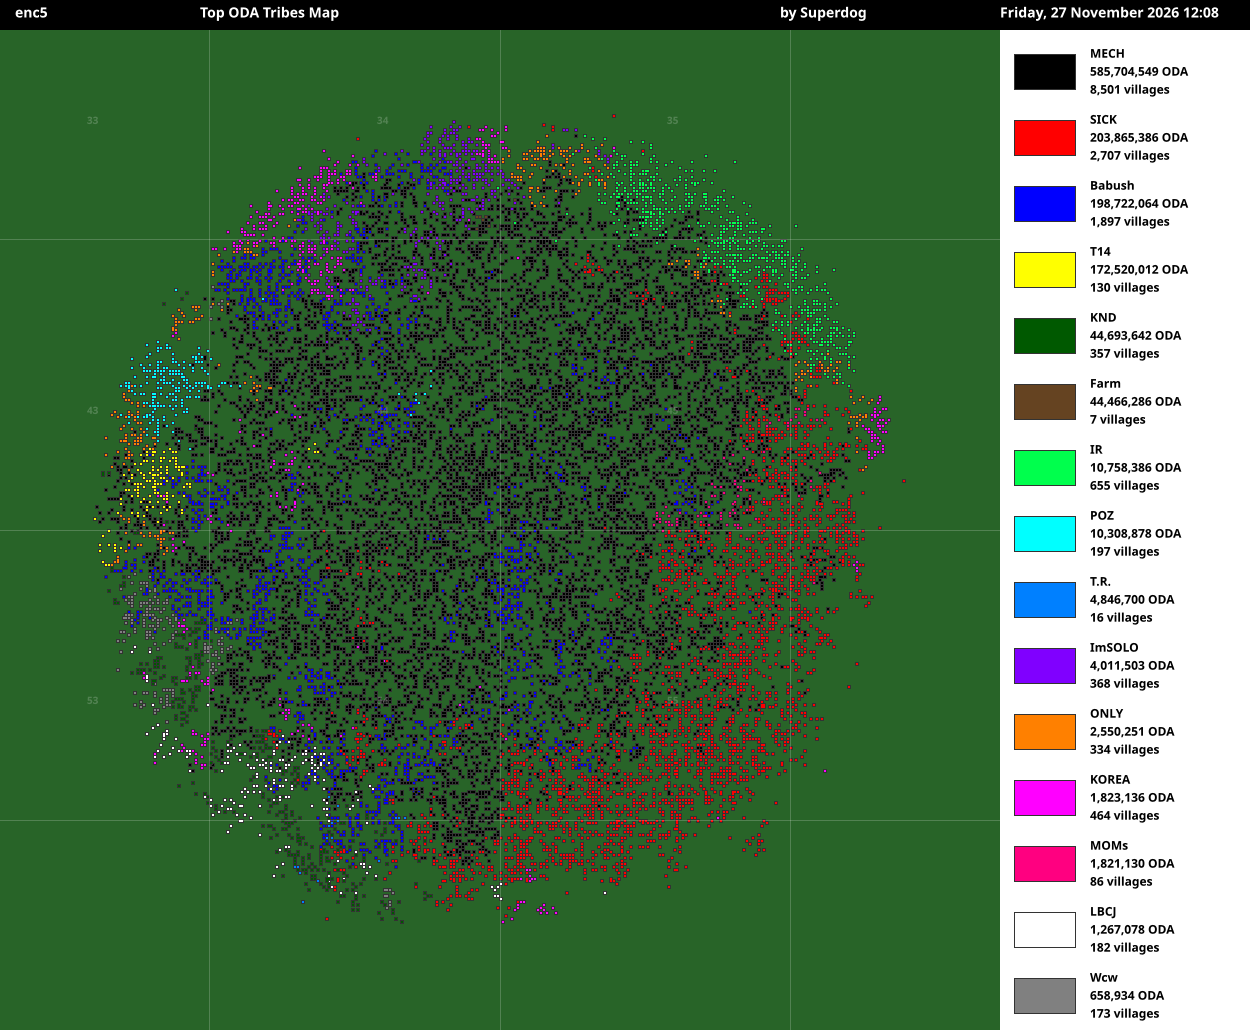 enc5 Top ODA Tribes Map by Superdog Friday, 27 November 2026 12:08
MECH
585,704,549 ODA
8,501 villages
SICK
203,865,386 ODA
2,707 villages
Babush
198,722,064 ODA
1,897 villages
T14
172,520,012 ODA
130 villages
KND
44,693,642 ODA
357 villages
Farm
44,466,286 ODA
7 villages
IR
10,758,386 ODA
655 villages
POZ
10,308,878 ODA
197 villages
T.R.
4,846,700 ODA
16 villages
ImSOLO
4,011,503 ODA
368 villages
ONLY
2,550,251 ODA
334 villages
KOREA
1,823,136 ODA
464 villages
MOMs
1,821,130 ODA
86 villages
LBCJ
1,267,078 ODA
182 villages
Wcw
658,934 ODA
173 villages
33 34 35
43
53